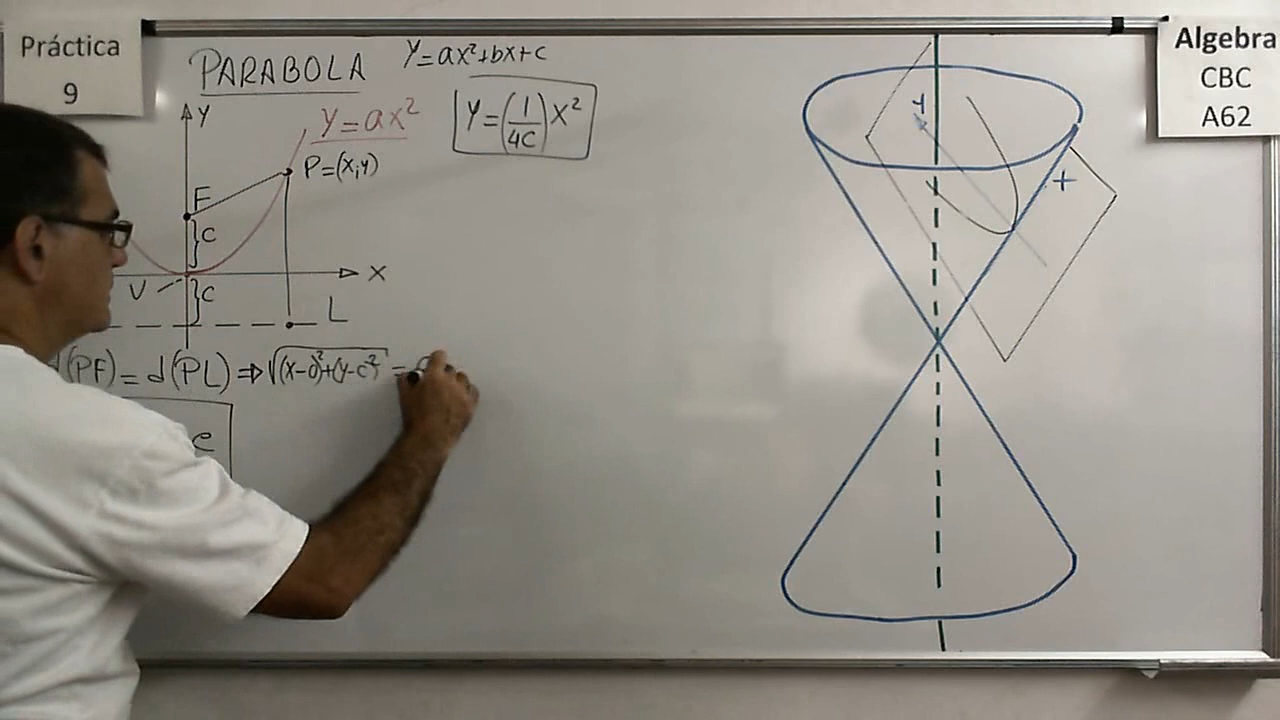 Práctica
9
PARABOLA
Y=ax²+bx+c
Algebra
CBC
A62
Y
y=ax²
Y=(1/4C)X²
P=(x;y)
F
C
X
V
C
L
(PF)=d(PL)⇒√(x-0)²+(y-c)²=
c
Y
X